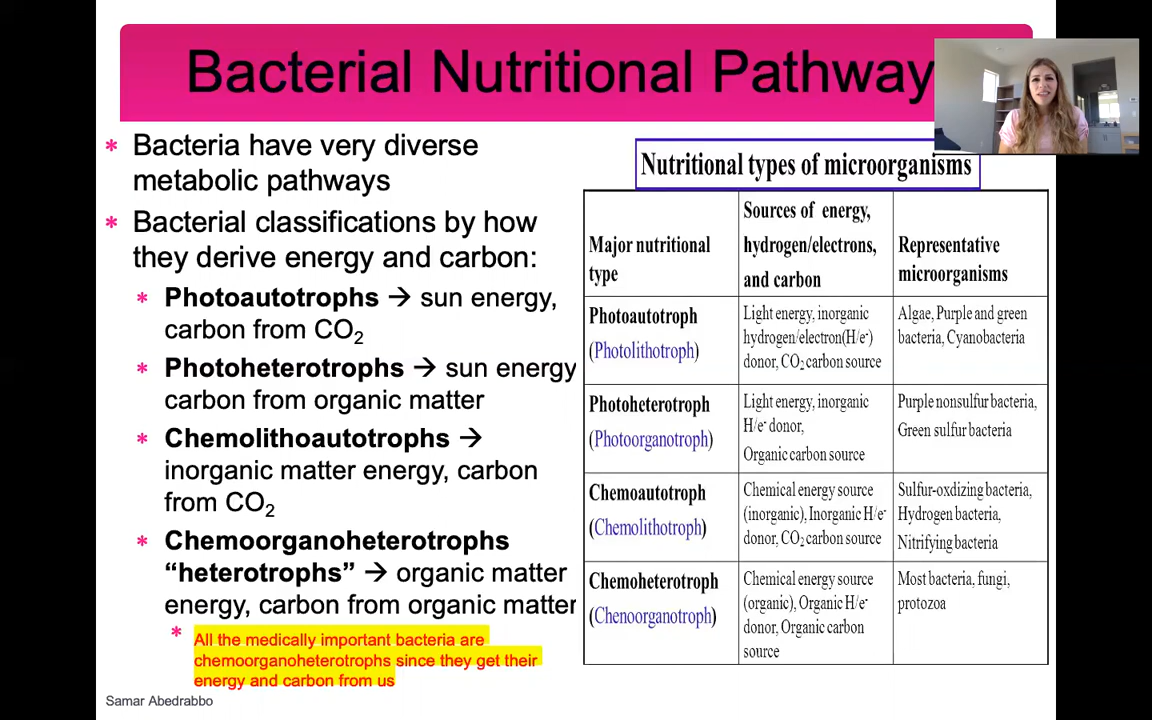 Bacterial Nutritional Pathway
* Bacteria have very diverse
metabolic pathways
* Bacterial classifications by how
they derive energy and carbon:
* Photoautotrophs → sun energy,
carbon from CO₂
* Photoheterotrophs → sun energy
carbon from organic matter
* Chemolithoautotrophs →
inorganic matter energy, carbon
from CO₂
* Chemoorganoheterotrophs
“heterotrophs” → organic matter
energy, carbon from organic matter
* All the medically important bacteria are
chemoorganoheterotrophs since they get their
energy and carbon from us
Samar Abedrabbo
Nutritional types of microorganisms
Major nutritional
type
Sources of energy,
hydrogen/electrons,
and carbon
Representative
microorganisms
Photoautotroph
(Photolithotroph)
Light energy, inorganic
hydrogen/electron(H/e⁻)
donor, CO₂ carbon source
Algae, Purple and green
bacteria, Cyanobacteria
Photoheterotroph
(Photoorganotroph)
Light energy, inorganic
H/e⁻ donor,
Organic carbon source
Purple nonsulfur bacteria,
Green sulfur bacteria
Chemoautotroph
(Chemolithotroph)
Chemical energy source
(inorganic), Inorganic H/e⁻
donor, CO₂ carbon source
Sulfur-oxdizing bacteria,
Hydrogen bacteria,
Nitrifying bacteria
Chemoheterotroph
(Chenoorganotroph)
Chemical energy source
(organic), Organic H/e⁻
donor, Organic carbon
source
Most bacteria, fungi,
protozoa